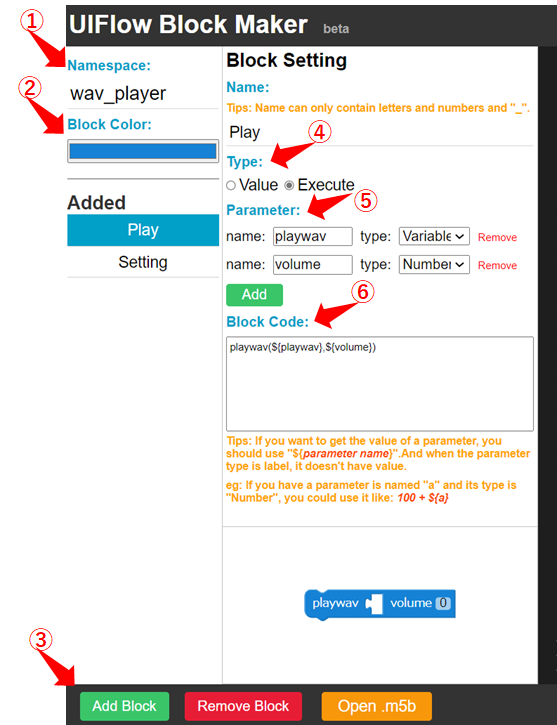 ①
UIFlow Block Maker beta
Namespace:
wav_player
②
Block Color:
Added
Play
Setting
Block Setting
Name:
Tips: Name can only contain letters and numbers and "_".
Play
④
Type:
Value Execute
⑤
Parameter:
name: playwav type: Variable Remove
name: volume type: Number Remove
Add
⑥
Block Code:
playwav(${playwav},${volume})
Tips: If you want to get the value of a parameter, you
should use "${parameter name}".And when the parameter
type is label, it doesn't have value.
eg: If you have a parameter is named "a" and its type is
"Number", you could use it like: 100 + ${a}
playwav volume 0
③
Add Block Remove Block Open .m5b